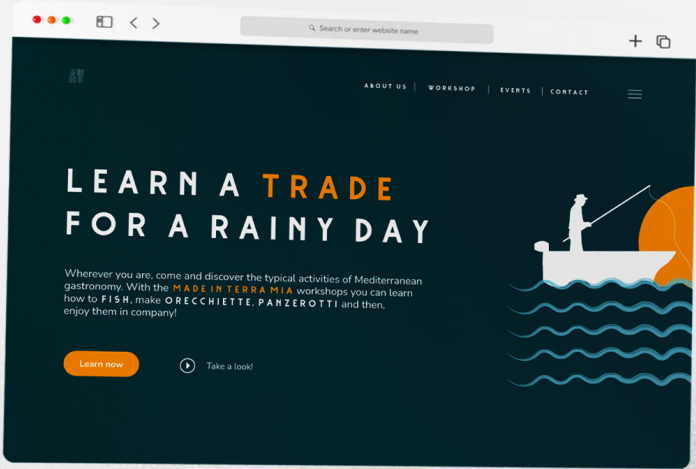 Search or enter website name
ABOUT US | WORKSHOP | EVENTS | CONTACT
LEARN A TRADE
FOR A RAINY DAY
Wherever you are, come and discover the typical activities of Mediterranean
gastronomy. With the MADE IN TERRA MIA workshops you can learn
how to FISH, make ORECCHIETTE, PANZEROTTI and then,
enjoy them in company!
Learn now
Take a look!